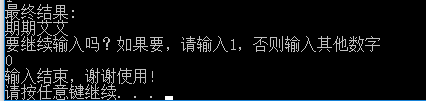 最终结果:
期期艾艾
要继续输入吗？如果要，请输入1，否则输入其他数字
0
输入结束，谢谢使用！
请按任意键继续. . .